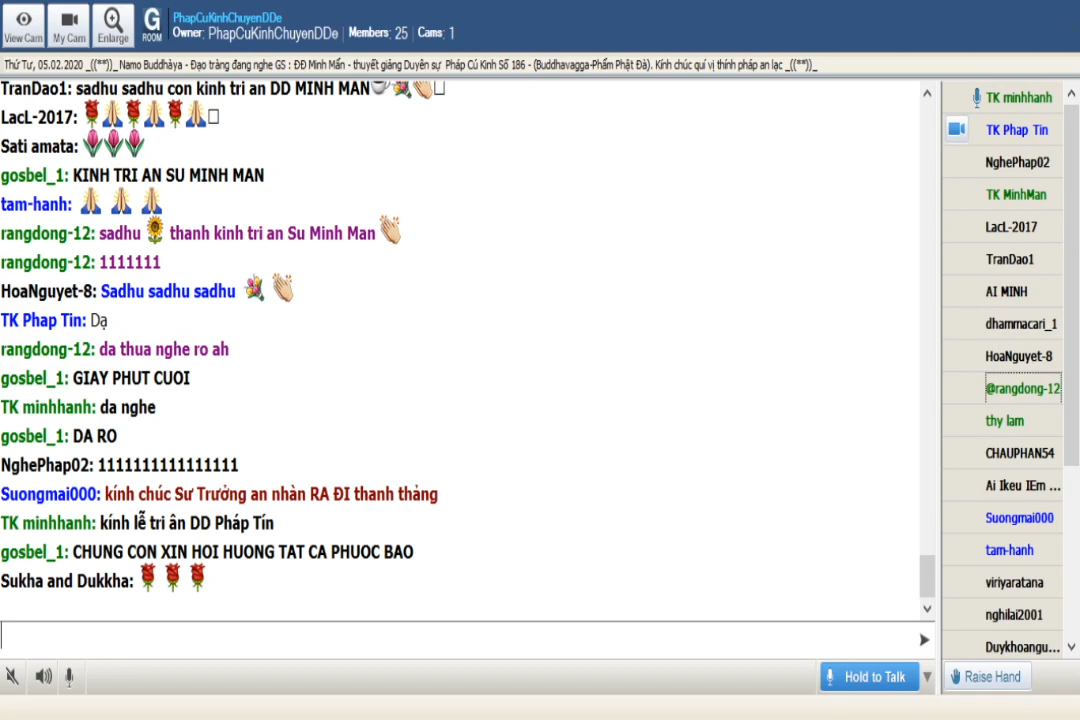 PhapCuKinhChuyenDDe
Owner: PhapCuKinhChuyenDDe Members: 25 Cams: 1
View Cam My Cam Enlarge G ROOM
Thứ Tư, 05.02.2020 _((**))_ Namo Buddhàya - Đạo tràng đang nghe GS : ĐĐ Minh Mẩn - thuyết giảng Duyên sự Pháp Cú Kinh Số 186 - (Buddhavagga-Phẩm Phật Đà). Kính chúc quí vị thính pháp an lạc _((**))_
TranDao1: sadhu sadhu con kinh tri an DD MINH MAN
LacL-2017:
Sati amata:
gosbel_1: KINH TRI AN SU MINH MAN
tam-hanh:
rangdong-12: sadhu thanh kinh tri an Su Minh Man
rangdong-12: 1111111
HoaNguyet-8: Sadhu sadhu sadhu
TK Phap Tin: Dạ
rangdong-12: da thua nghe ro ah
gosbel_1: GIAY PHUT CUOI
TK minhhanh: da nghe
gosbel_1: DA RO
NghePhap02: 1111111111111111
Suongmai000: kính chúc Sư Trưởng an nhàn RA ĐI thanh thảng
TK minhhanh: kính lễ tri ân DD Pháp Tín
gosbel_1: CHUNG CON XIN HOI HUONG TAT CA PHUOC BAO
Sukha and Dukkha:
TK minhhanh
TK Phap Tin
NghePhap02
TK MinhMan
LacL-2017
TranDao1
AI MINH
dhammacari_1
HoaNguyet-8
@rangdong-12
thy lam
CHAUPHAN54
Ai Ikeu IEm ...
Suongmai000
tam-hanh
viriyaratana
nghilai2001
Duykhoangu...
Hold to Talk
Raise Hand